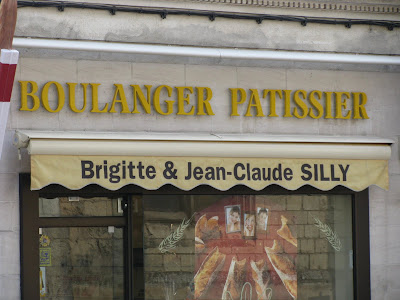 BOULANGER PATISSIER
Brigitte & Jean-Claude SILLY